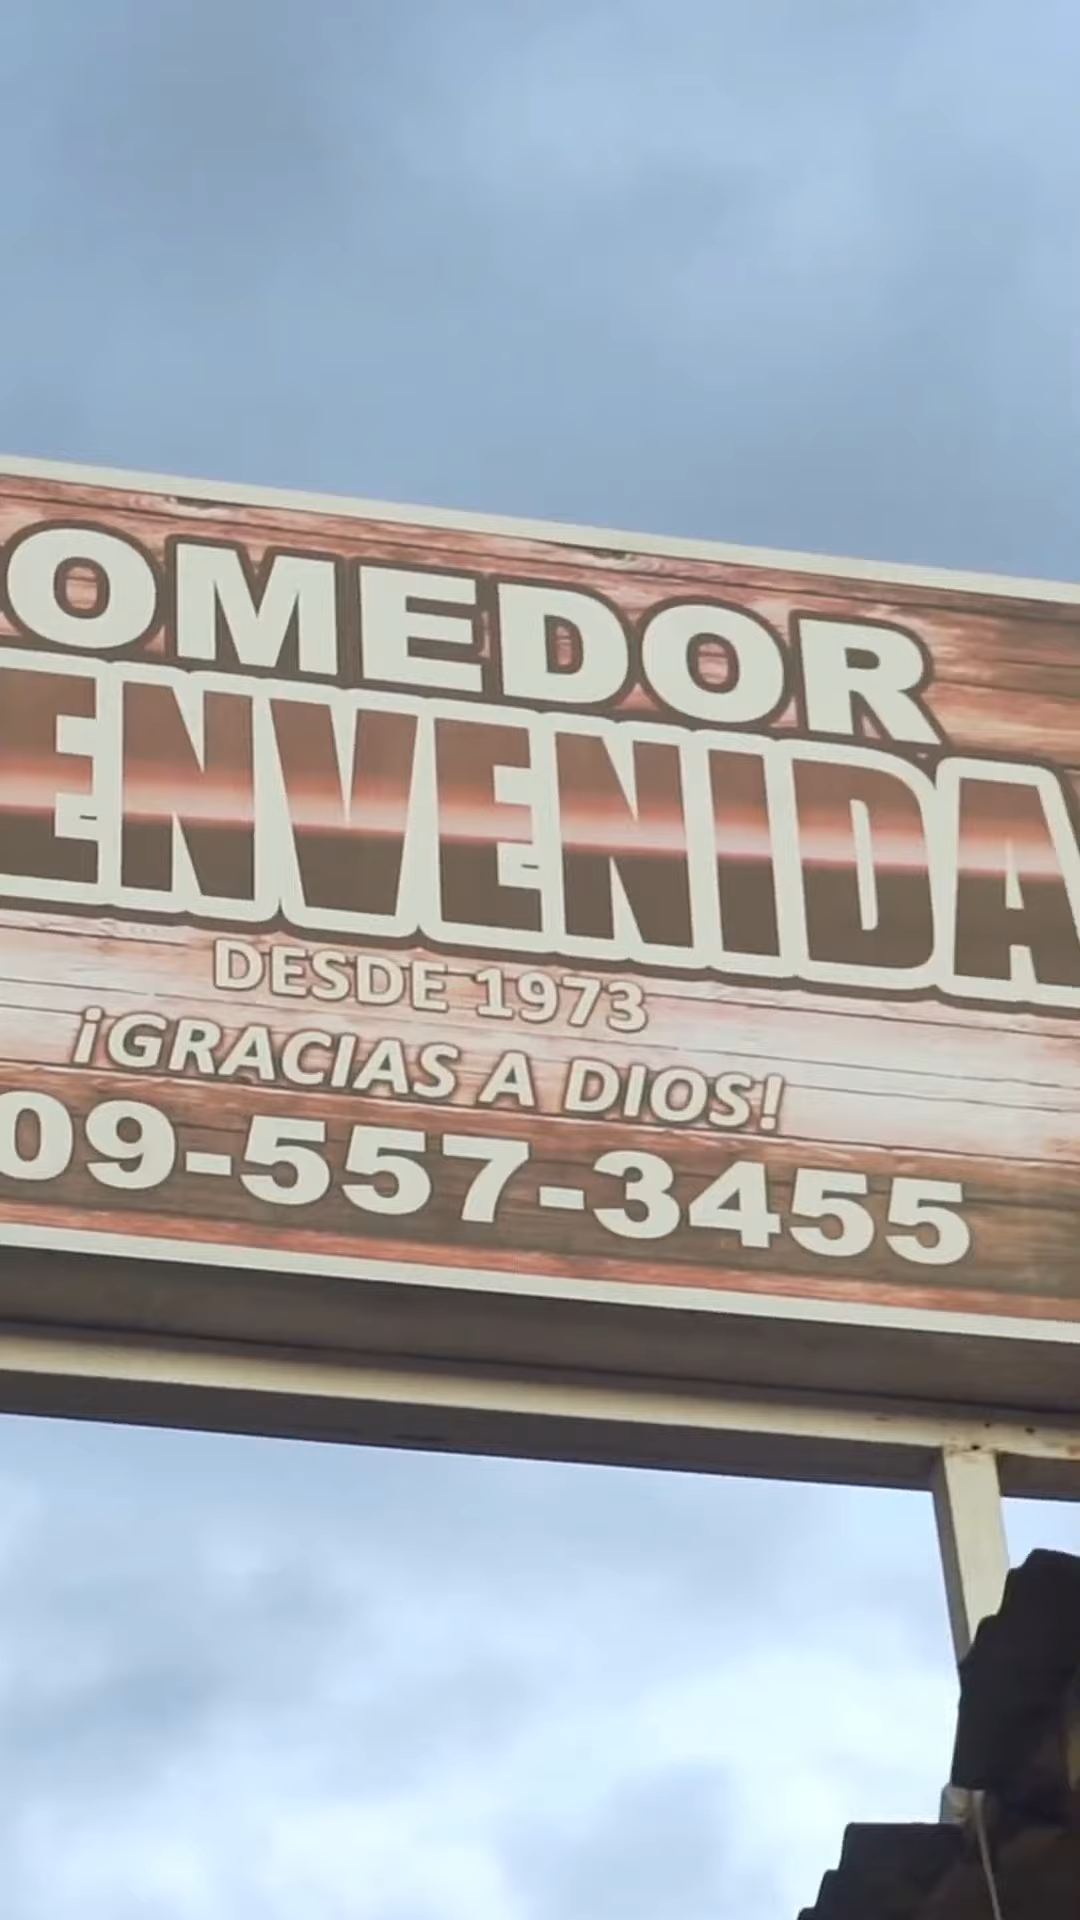 OMEDOR
ENVENIDA
DESDE 1973
¡GRACIAS A DIOS!
09-557-3455